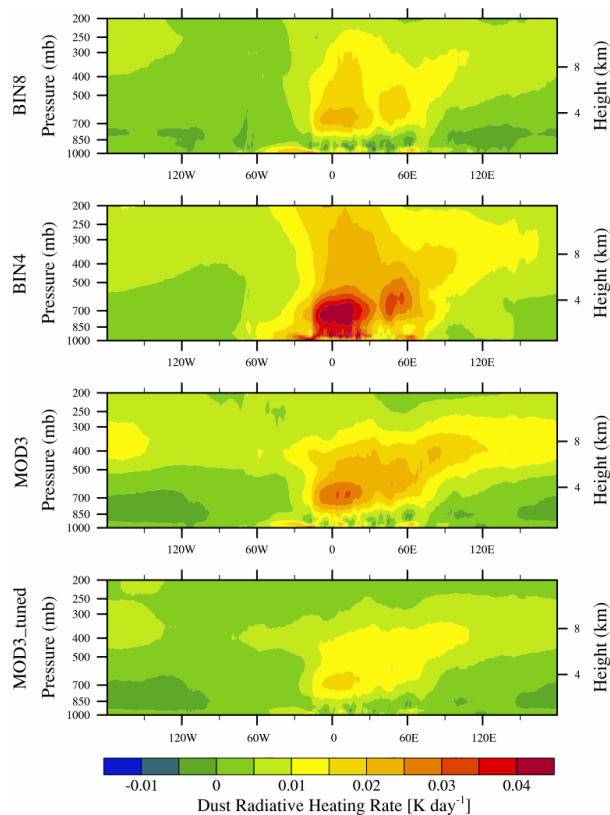 BIN8
Pressure (mb)
200
250
300
400
500
700
850
1000
8
4
Height (km)
120W 60W 0 60E 120E
BIN4
Pressure (mb)
200
250
300
400
500
700
850
1000
8
4
Height (km)
120W 60W 0 60E 120E
MOD3
Pressure (mb)
200
250
300
400
500
700
850
1000
8
4
Height (km)
120W 60W 0 60E 120E
MOD3_tuned
Pressure (mb)
200
250
300
400
500
700
850
1000
8
4
Height (km)
120W 60W 0 60E 120E
-0.01 0 0.01 0.02 0.03 0.04
Dust Radiative Heating Rate [K day⁻¹]